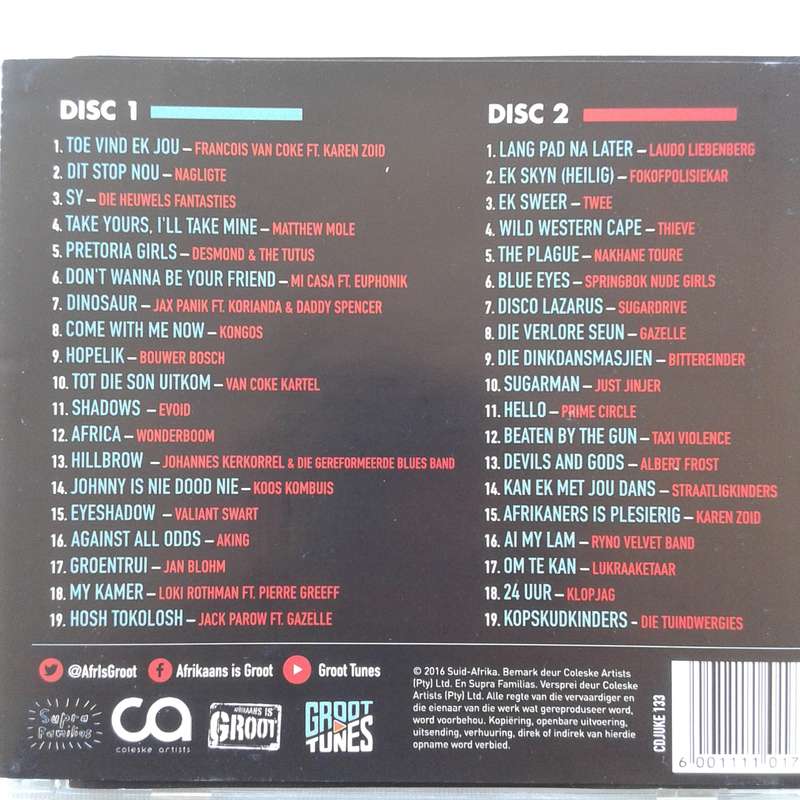 DISC 1
1. TOE VIND EK JOU – FRANCOIS VAN COKE FT. KAREN ZOID
2. DIT STOP NOU – NAGLIGTE
3. SY – DIE HEUWELS FANTASTIES
4. TAKE YOURS, I'LL TAKE MINE – MATTHEW MOLE
5. PRETORIA GIRLS – DESMOND & THE TUTUS
6. DON'T WANNA BE YOUR FRIEND – MI CASA FT. EUPHONIK
7. DINOSAUR – JAX PANIK FT. KORIANDA & DADDY SPENCER
8. COME WITH ME NOW – KONGOS
9. HOPELIK – BOUWER BOSCH
10. TOT DIE SON UITKOM – VAN COKE KARTEL
11. SHADOWS – EVOID
12. AFRICA – WONDERBOOM
13. HILLBROW – JOHANNES KERKORREL & DIE GEREFORMEERDE BLUES BAND
14. JOHNNY IS NIE DOOD NIE – KOOS KOMBUIS
15. EYESHADOW – VALIANT SWART
16. AGAINST ALL ODDS – AKING
17. GROENTRUI – JAN BLOHM
18. MY KAMER – LOKI ROTHMAN FT. PIERRE GREEFF
19. HOSH TOKOLOSH – JACK PAROW FT. GAZELLE
DISC 2
1. LANG PAD NA LATER – LAUDO LIEBENBERG
2. EK SKYN (HEILIG) – FOKOFPOLISIEKAR
3. EK SWEER – TWEE
4. WILD WESTERN CAPE – THIEVE
5. THE PLAGUE – NAKHANE TOURE
6. BLUE EYES – SPRINGBOK NUDE GIRLS
7. DISCO LAZARUS – SUGARDRIVE
8. DIE VERLORE SEUN – GAZELLE
9. DIE DINKDANSMASJIEN – BITTEREINDER
10. SUGARMAN – JUST JINJER
11. HELLO – PRIME CIRCLE
12. BEATEN BY THE GUN – TAXI VIOLENCE
13. DEVILS AND GODS – ALBERT FROST
14. KAN EK MET JOU DANS – STRAATLIGKINDERS
15. AFRIKANERS IS PLESIERIG – KAREN ZOID
16. AI MY LAM – RYNO VELVET BAND
17. OM TE KAN – LUKRAAKETAAR
18. 24 UUR – KLOPJAG
19. KOPSKUDKINDERS – DIE TUINDWERGIES
@AfrIsGroot
Afrikaans is Groot
Groot Tunes
Supra Familias
ca
coleske artists
AFRIKAANS IS
GROOT
GROOT
TUNES
© 2016 Suid-Afrika. Bemark deur Coleske Artists
(Pty) Ltd. En Supra Familias. Versprei deur Coleske
Artists (Pty) Ltd. Alle regte van die vervaardiger en
die eienaar van die werk wat gereproduseer word,
word voorbehou. Kopiëring, openbare uitvoering,
uitsending, verhuuring, direk of indirek van hierdie
opname word verbied.
CDJUKE 133
6 001111 017